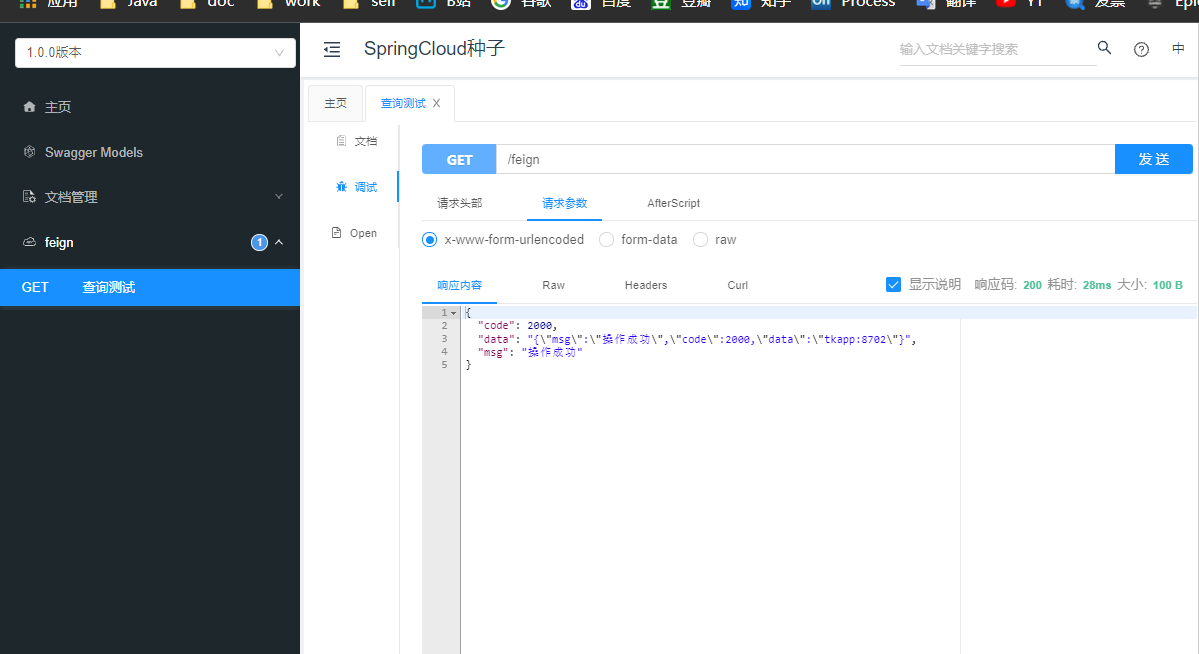 应用 Java doc work self B站 谷歌 百度 豆瓣 知乎 Process 翻译 YT 发票
1.0.0版本
SpringCloud种子
输入文档关键字搜索
中
主页
Swagger Models
文档管理
feign 1
GET 查询测试
主页 查询测试 X
文档
调试
Open
GET /feign 发 送
请求头部 请求参数 AfterScript
x-www-form-urlencoded form-data raw
响应内容 Raw Headers Curl 显示说明 响应码: 200 耗时: 28ms 大小: 100 B
1 {
2 "code": 2000,
3 "data": "{\"msg\":\"操作成功\",\"code\":2000,\"data\":\"tkapp:8702\"}",
4 "msg": "操作成功"
5 }